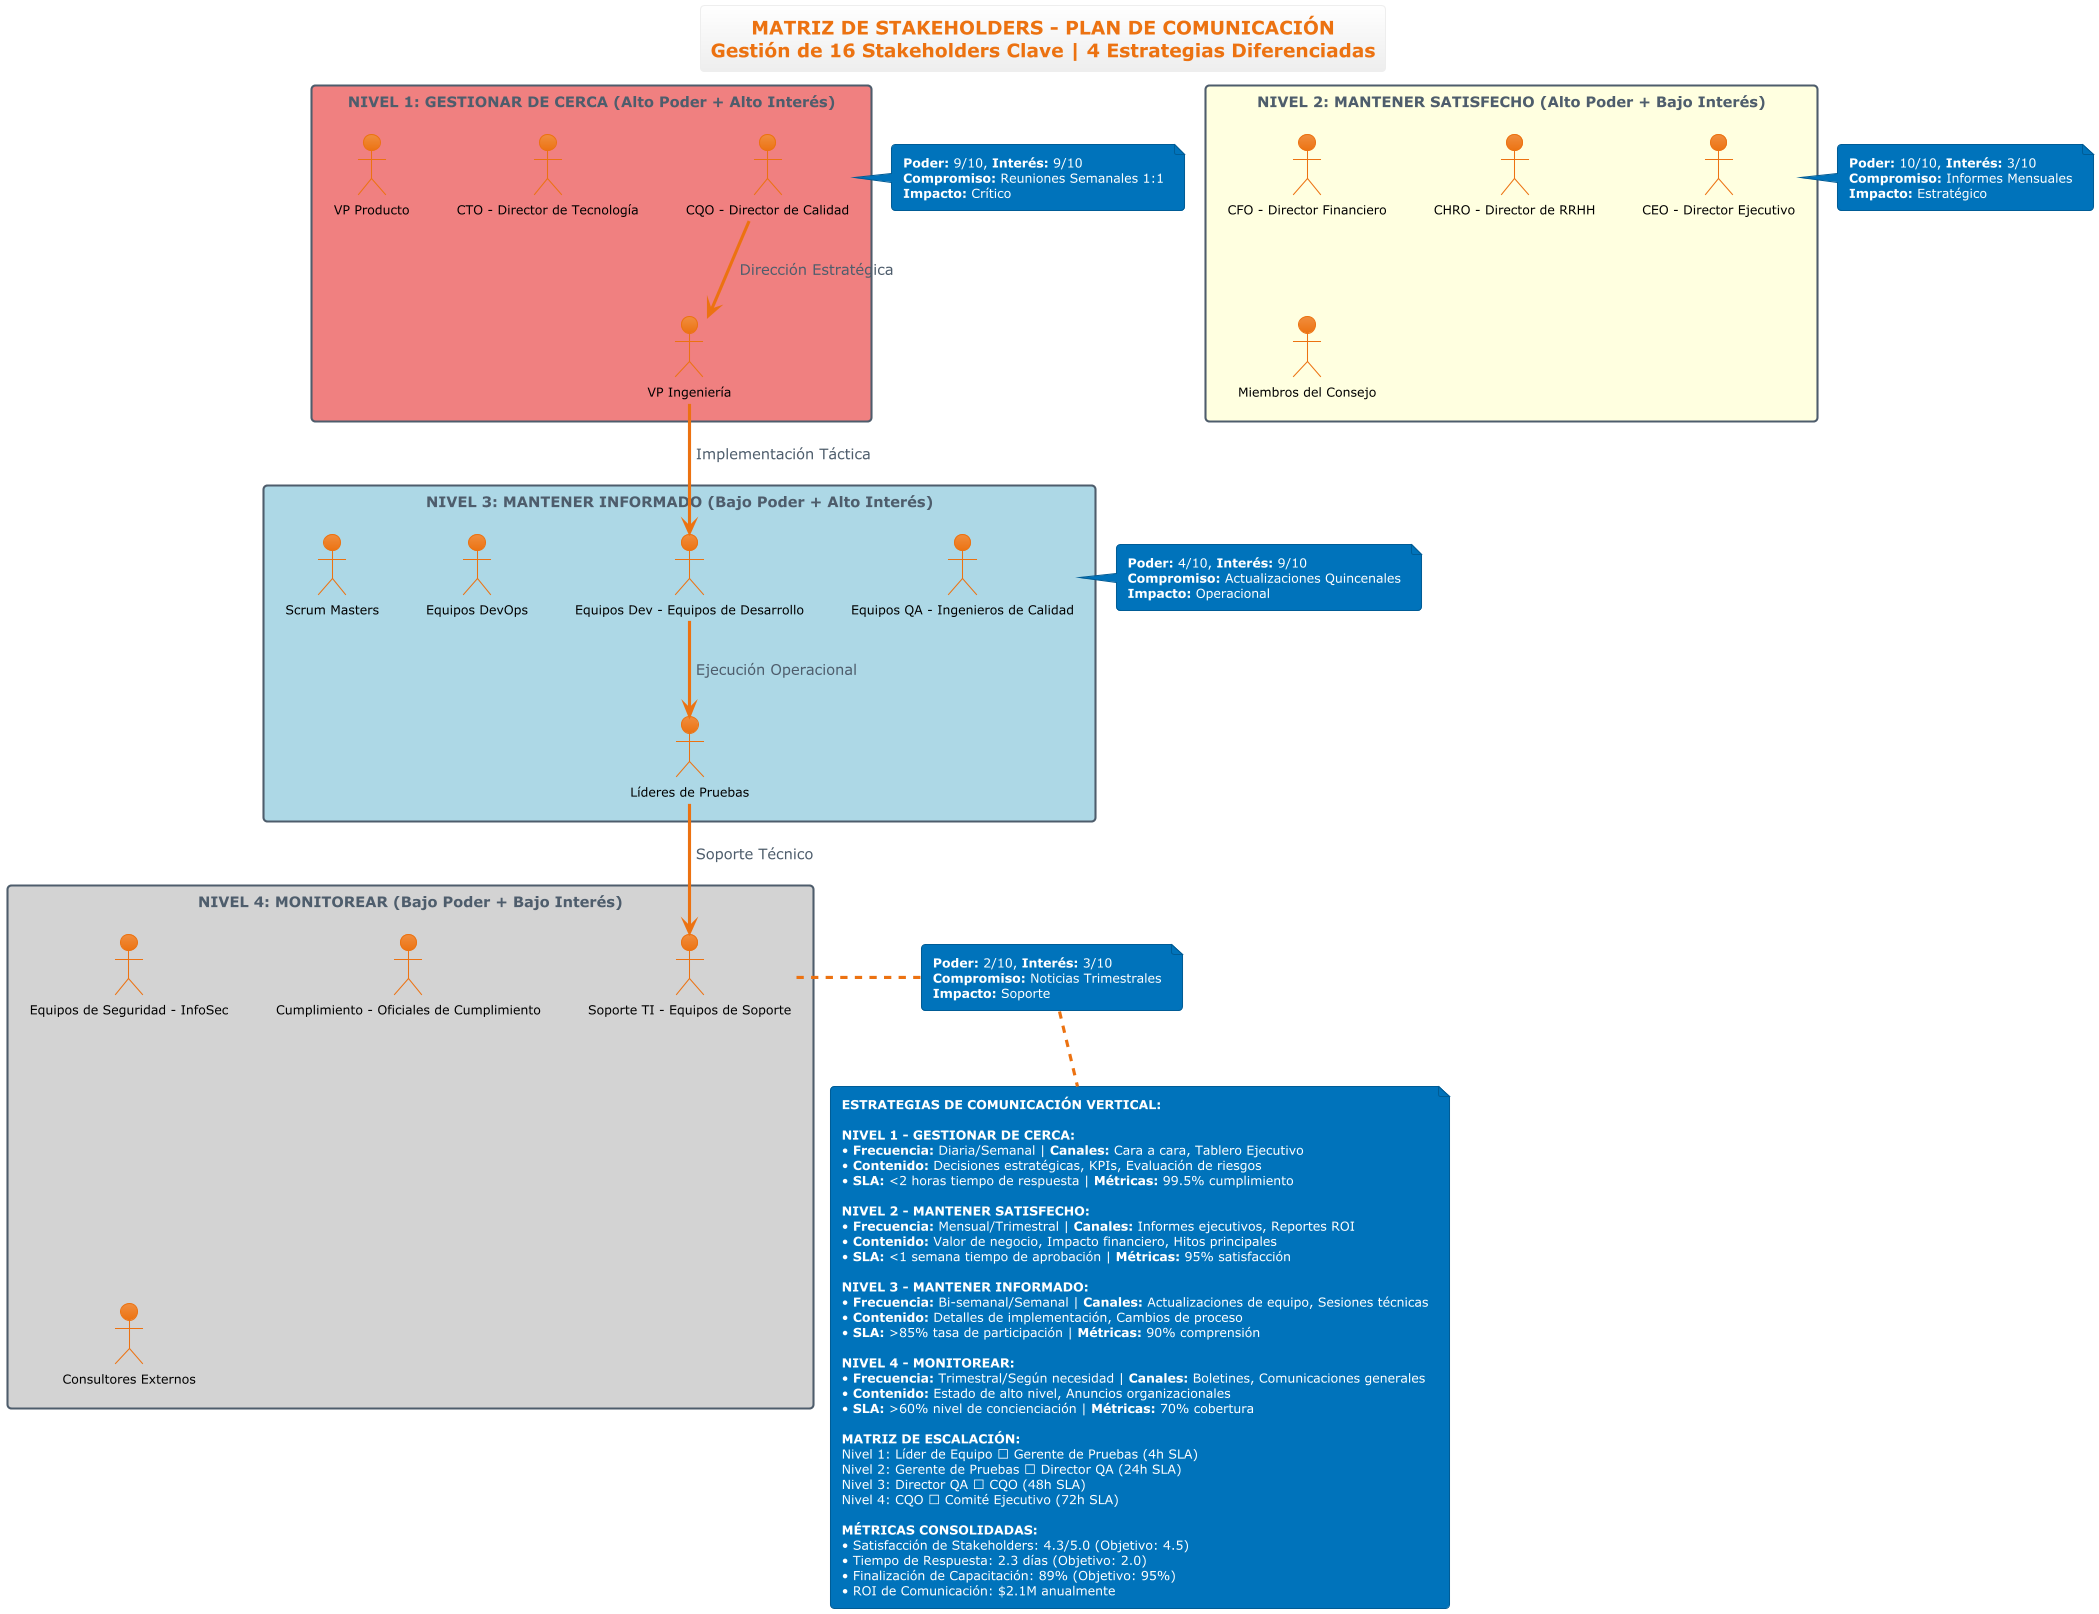 MATRIZ DE STAKEHOLDERS - PLAN DE COMUNICACIÓN
Gestión de 16 Stakeholders Clave | 4 Estrategias Diferenciadas
NIVEL 1: GESTIONAR DE CERCA (Alto Poder + Alto Interés)
VP Producto
CTO - Director de Tecnología
CQO - Director de Calidad
Poder: 9/10, Interés: 9/10
Compromiso: Reuniones Semanales 1:1
Impacto: Crítico
Dirección Estratégica
VP Ingeniería
NIVEL 2: MANTENER SATISFECHO (Alto Poder + Bajo Interés)
CFO - Director Financiero
CHRO - Director de RRHH
CEO - Director Ejecutivo
Poder: 10/10, Interés: 3/10
Compromiso: Informes Mensuales
Impacto: Estratégico
Miembros del Consejo
Implementación Táctica
NIVEL 3: MANTENER INFORMADO (Bajo Poder + Alto Interés)
Scrum Masters
Equipos DevOps
Equipos Dev - Equipos de Desarrollo
Equipos QA - Ingenieros de Calidad
Poder: 4/10, Interés: 9/10
Compromiso: Actualizaciones Quincenales
Impacto: Operacional
Ejecución Operacional
Líderes de Pruebas
Soporte Técnico
NIVEL 4: MONITOREAR (Bajo Poder + Bajo Interés)
Equipos de Seguridad - InfoSec
Cumplimiento - Oficiales de Cumplimiento
Soporte TI - Equipos de Soporte
Poder: 2/10, Interés: 3/10
Compromiso: Noticias Trimestrales
Impacto: Soporte
Consultores Externos
ESTRATEGIAS DE COMUNICACIÓN VERTICAL:
NIVEL 1 - GESTIONAR DE CERCA:
• Frecuencia: Diaria/Semanal | Canales: Cara a cara, Tablero Ejecutivo
• Contenido: Decisiones estratégicas, KPIs, Evaluación de riesgos
• SLA: <2 horas tiempo de respuesta | Métricas: 99.5% cumplimiento
NIVEL 2 - MANTENER SATISFECHO:
• Frecuencia: Mensual/Trimestral | Canales: Informes ejecutivos, Reportes ROI
• Contenido: Valor de negocio, Impacto financiero, Hitos principales
• SLA: <1 semana tiempo de aprobación | Métricas: 95% satisfacción
NIVEL 3 - MANTENER INFORMADO:
• Frecuencia: Bi-semanal/Semanal | Canales: Actualizaciones de equipo, Sesiones técnicas
• Contenido: Detalles de implementación, Cambios de proceso
• SLA: >85% tasa de participación | Métricas: 90% comprensión
NIVEL 4 - MONITOREAR:
• Frecuencia: Trimestral/Según necesidad | Canales: Boletines, Comunicaciones generales
• Contenido: Estado de alto nivel, Anuncios organizacionales
• SLA: >60% nivel de concienciación | Métricas: 70% cobertura
MATRIZ DE ESCALACIÓN:
Nivel 1: Líder de Equipo ☐ Gerente de Pruebas (4h SLA)
Nivel 2: Gerente de Pruebas ☐ Director QA (24h SLA)
Nivel 3: Director QA ☐ CQO (48h SLA)
Nivel 4: CQO ☐ Comité Ejecutivo (72h SLA)
MÉTRICAS CONSOLIDADAS:
• Satisfacción de Stakeholders: 4.3/5.0 (Objetivo: 4.5)
• Tiempo de Respuesta: 2.3 días (Objetivo: 2.0)
• Finalización de Capacitación: 89% (Objetivo: 95%)
• ROI de Comunicación: $2.1M anualmente